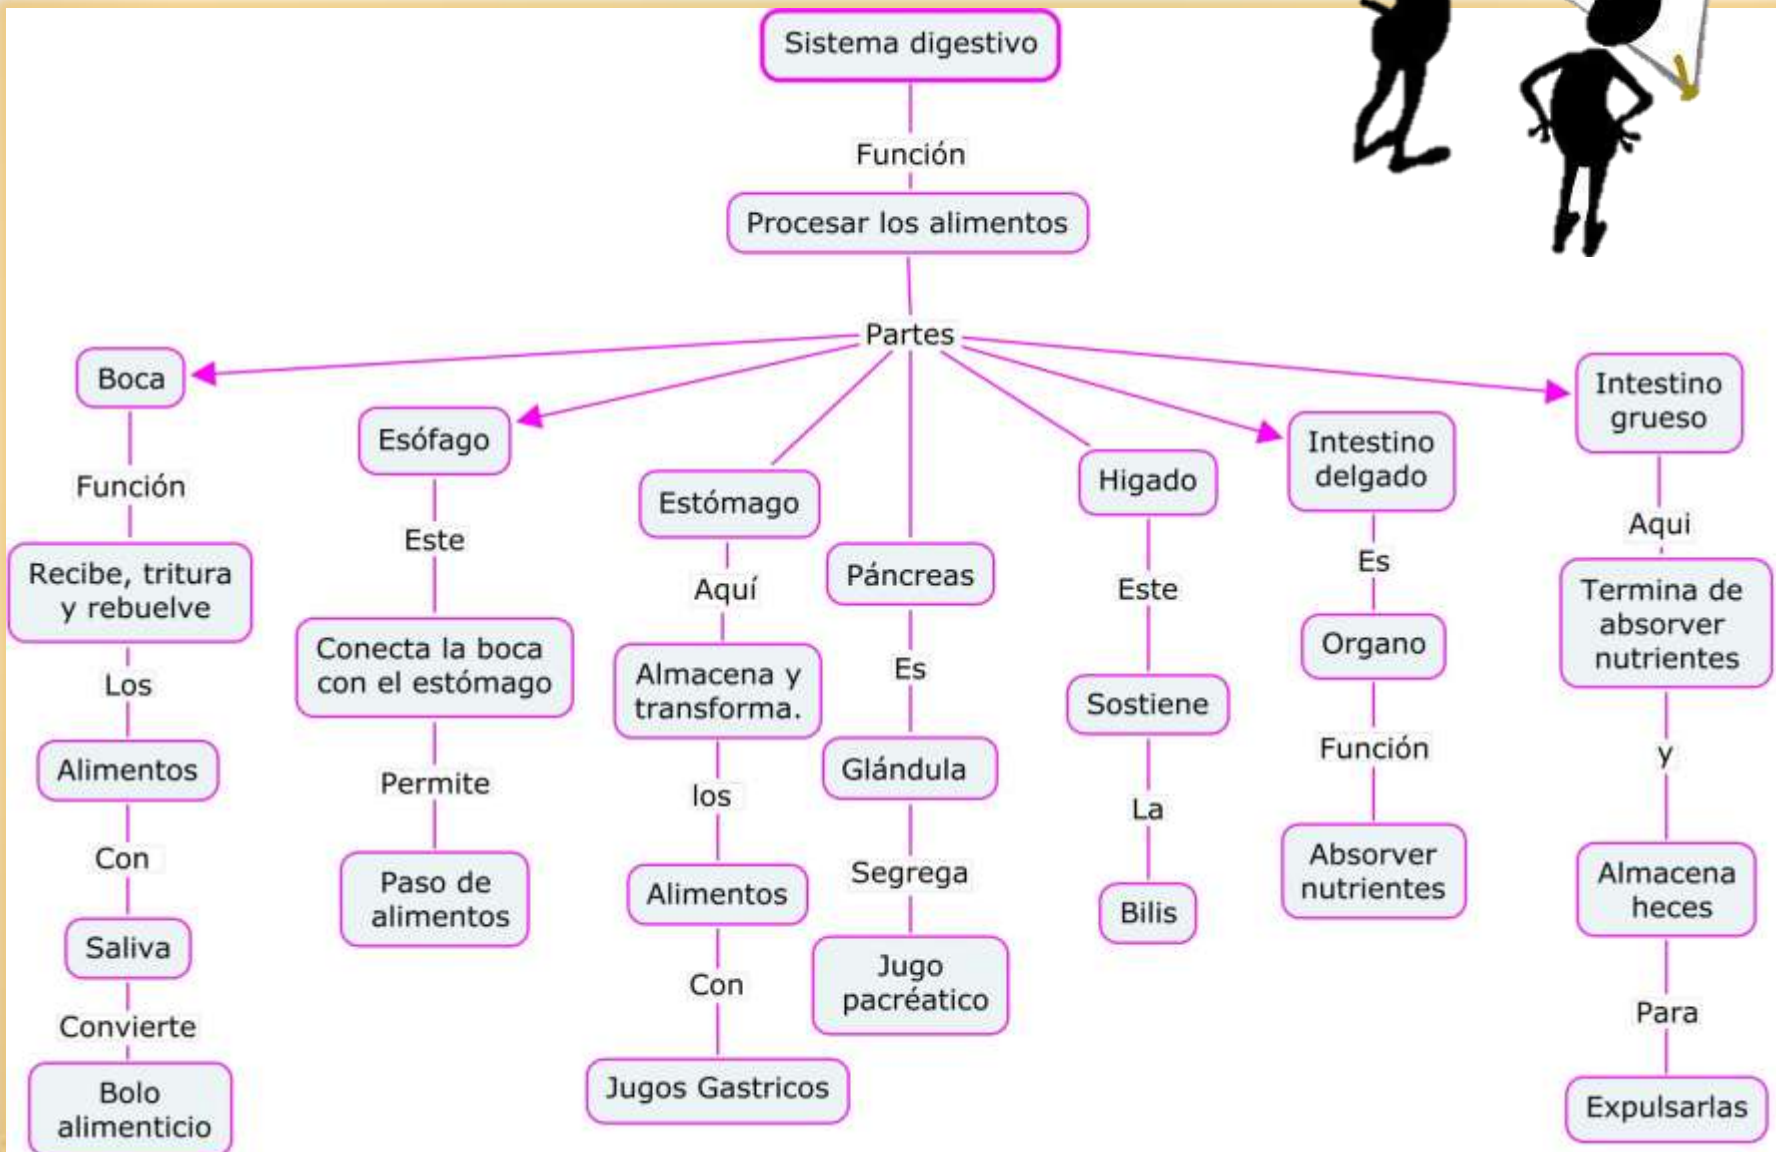 Sistema digestivo
Función
Procesar los alimentos
Partes
Boca
Función
Recibe, tritura
y rebuelve
Los
Alimentos
Con
Saliva
Convierte
Bolo
alimenticio
Esófago
Este
Conecta la boca
con el estómago
Permite
Paso de
alimentos
Estómago
Aquí
Almacena y
transforma.
los
Alimentos
Con
Jugos Gastricos
Páncreas
Es
Glándula
Segrega
Jugo
pacréatico
Higado
Este
Sostiene
La
Bilis
Intestino
delgado
Es
Organo
Función
Absorver
nutrientes
Intestino
grueso
Aqui
Termina de
absorver
nutrientes
y
Almacena
heces
Para
Expulsarlas